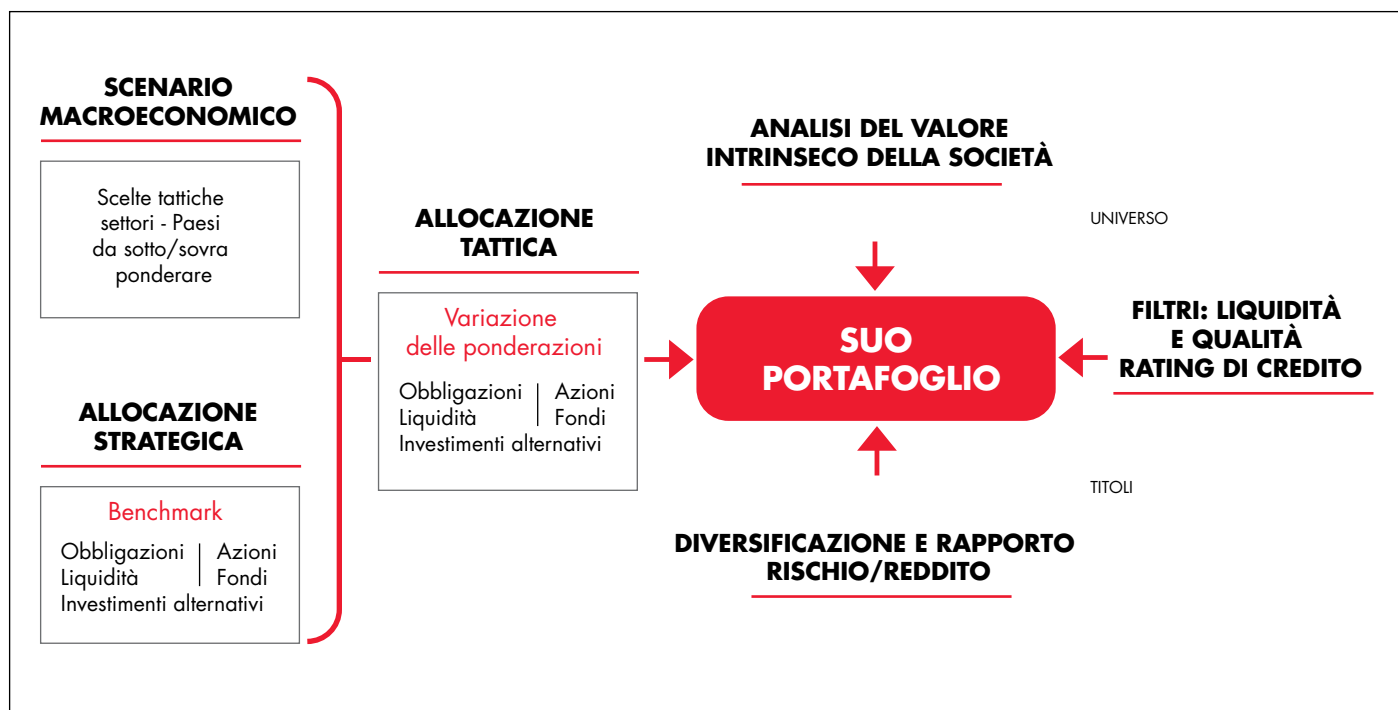 SCENARIO
MACROECONOMICO
Scelte tattiche
settori - Paesi
da sotto/sovra
ponderare
ALLOCAZIONE
STRATEGICA
Benchmark
Obbligazioni | Azioni
Liquidità | Fondi
Investimenti alternativi
ALLOCAZIONE
TATTICA
Variazione
delle ponderazioni
Obbligazioni | Azioni
Liquidità | Fondi
Investimenti alternativi
ANALISI DEL VALORE
INTRINSECO DELLA SOCIETÀ
UNIVERSO
SUO
PORTAFOGLIO
FILTRI: LIQUIDITÀ
E QUALITÀ
RATING DI CREDITO
TITOLI
DIVERSIFICAZIONE E RAPPORTO
RISCHIO/REDDITO